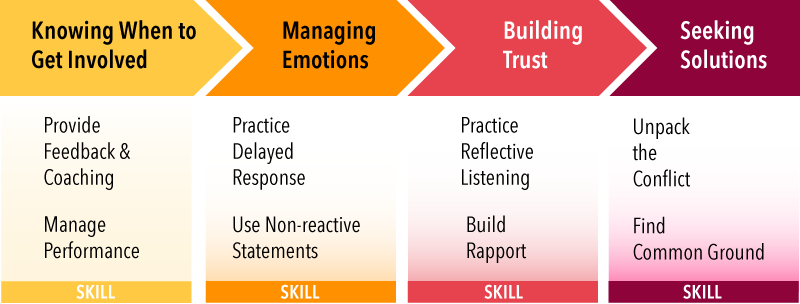 Knowing When to
Get Involved
Managing
Emotions
Building
Trust
Seeking
Solutions
Provide
Feedback &
Coaching
Manage
Performance
SKILL
Practice
Delayed
Response
Use Non-reactive
Statements
SKILL
Practice
Reflective
Listening
Build
Rapport
SKILL
Unpack
the
Conflict
Find
Common Ground
SKILL